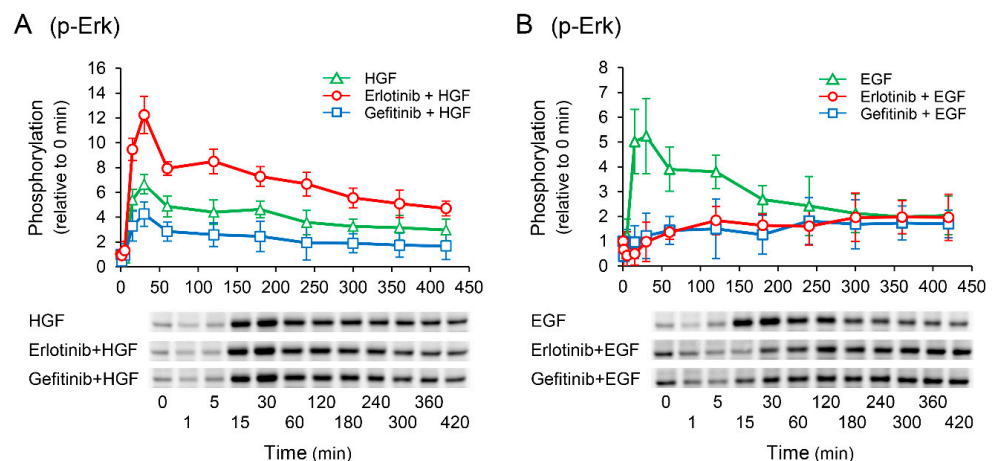 A (p-Erk)
Phosphorylation
(relative to 0 min)
16
14
12
10
8
6
4
2
0
HGF
Erlotinib + HGF
Gefitinib + HGF
0 50 100 150 200 250 300 350 400 450
HGF
Erlotinib+HGF
Gefitinib+HGF
0 5 30 120 240 360
1 15 60 180 300 420
Time (min)
B (p-Erk)
Phosphorylation
(relative to 0 min)
8
7
6
5
4
3
2
1
0
EGF
Erlotinib + EGF
Gefitinib + EGF
0 50 100 150 200 250 300 350 400 450
EGF
Erlotinib+EGF
Gefitinib+EGF
0 5 30 120 240 360
1 15 60 180 300 420
Time (min)